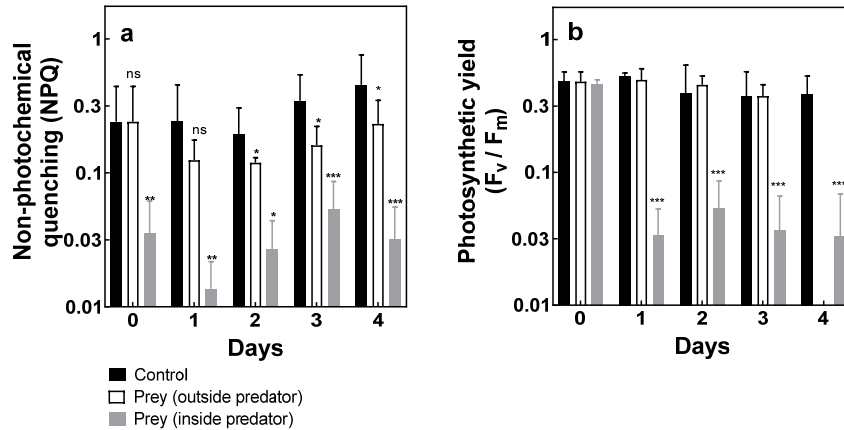 a
Non-photochemical
quenching (NPQ)
1
0.3
0.1
0.03
0.01
ns
**
ns
**
*
*
*
***
*
***
0 1 2 3 4
Days
b
Photosynthetic yield
(Fv / Fm)
1
0.3
0.1
0.03
0.01
***
***
***
***
0 1 2 3 4
Days
Control
Prey (outside predator)
Prey (inside predator)